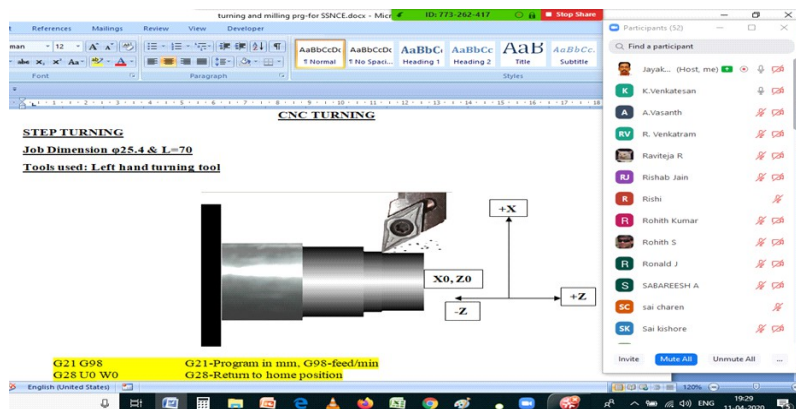 turning and milling prg-for SSNCE.docx - Micr
ID: 773-262-417
Stop Share
References Mailings Review View Developer
man 12
AaBbCcDc AaBbCcDc AaBbC AaBbCc AaB AaBbCc.
¶ Normal ¶ No Spaci... Heading 1 Heading 2 Title Subtitle
Font Paragraph Styles
CNC TURNING
STEP TURNING
Job Dimension φ25.4 & L=70
Tools used: Left hand turning tool
+X
X0, Z0
+Z
-Z
G21 G98 G21-Program in mm, G98-feed/min
G28 U0 W0 G28-Return to home position
English (United States)
120%
Participants (52)
Find a participant
Jayak... (Host, me)
K K.Venkatesan
A A.Vasanth
RV R. Venkatram
Raviteja R
RJ Rishab Jain
R Rishi
R Rohith Kumar
Rohith S
R Ronald J
S SABAREESH A
SC sai charen
SK Sai kishore
Invite Mute All Unmute All ...
ENG
19:29
11-04-2020